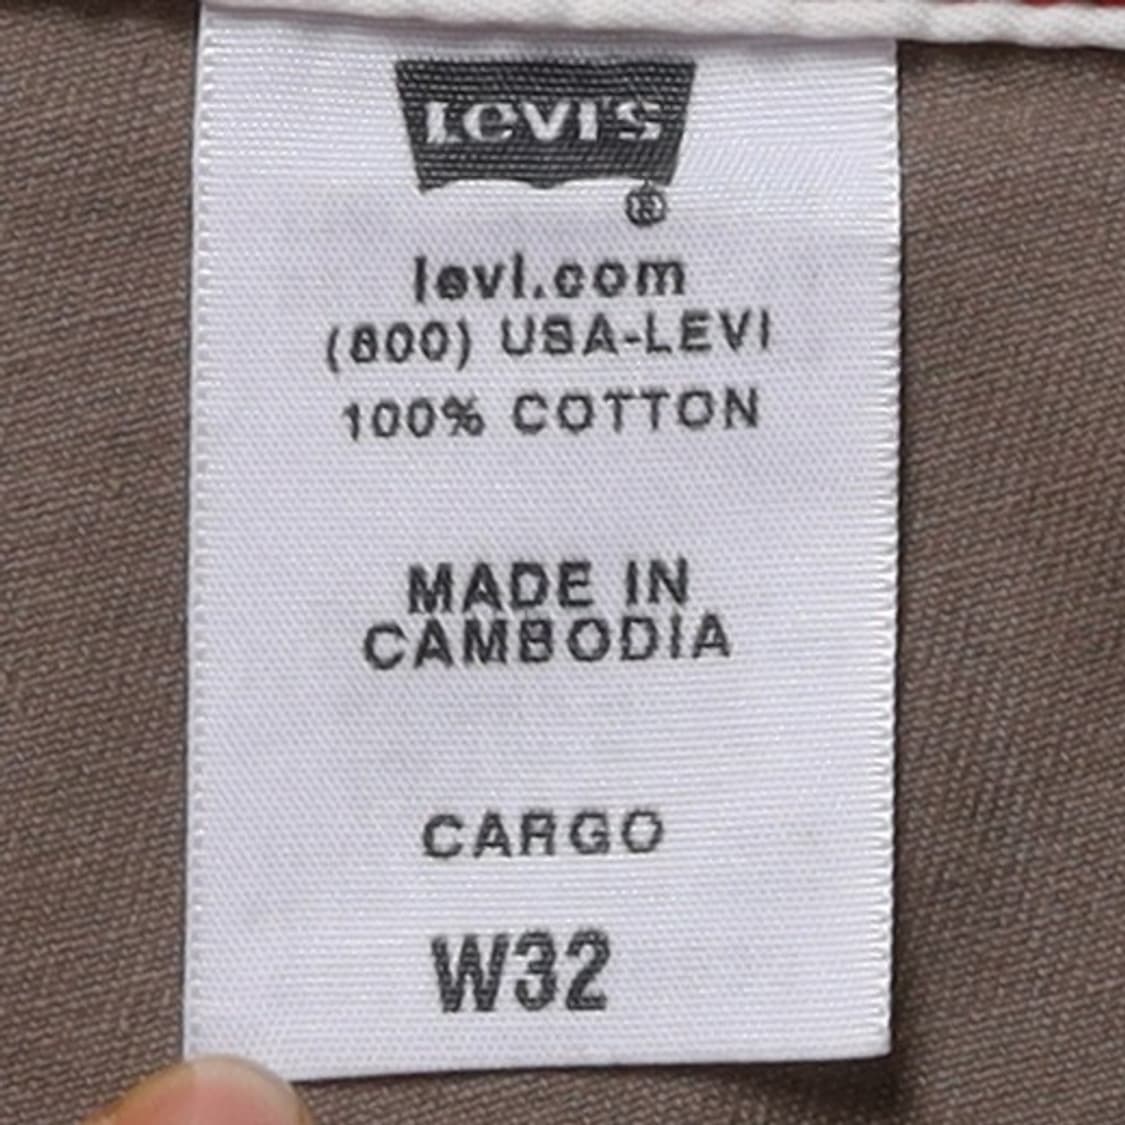 Levi's
®
levi.com
(800) USA-LEVI
100% COTTON
MADE IN
CAMBODIA
CARGO
W32